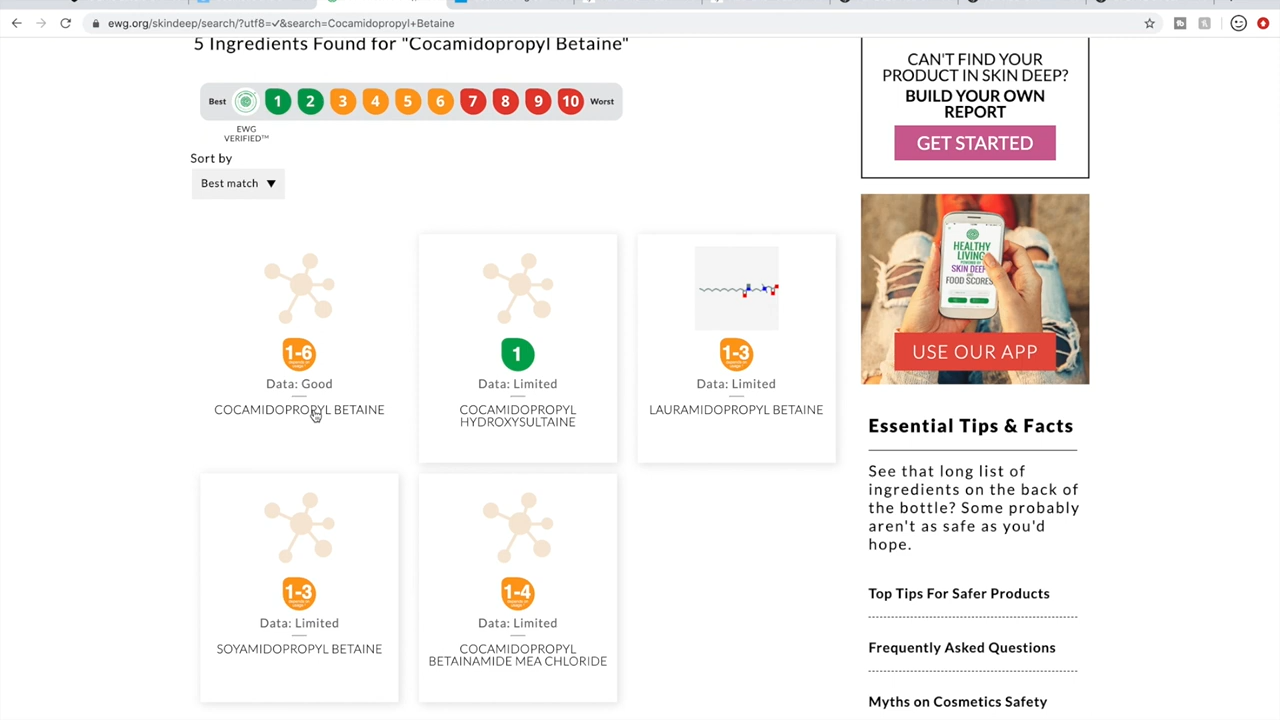 ewg.org/skindeep/search/?utf8=✓&search=Cocamidopropyl+Betaine
5 Ingredients Found for "Cocamidopropyl Betaine"
Best 1 2 3 4 5 6 7 8 9 10 Worst
EWG
VERIFIED™
Sort by
Best match ▼
1-6
Data: Good
COCAMIDOPROPYL BETAINE
1
Data: Limited
COCAMIDOPROPYL
HYDROXYSULTAINE
1-3
Data: Limited
LAURAMIDOPROPYL BETAINE
1-3
Data: Limited
SOYAMIDOPROPYL BETAINE
1-4
Data: Limited
COCAMIDOPROPYL
BETAINAMIDE MEA CHLORIDE
CAN'T FIND YOUR
PRODUCT IN SKIN DEEP?
BUILD YOUR OWN
REPORT
GET STARTED
HEALTHY
LIVING
SKIN DEEP
FOOD SCORES
USE OUR APP
Essential Tips & Facts
See that long list of
ingredients on the back of
the bottle? Some probably
aren't as safe as you'd
hope.
Top Tips For Safer Products
Frequently Asked Questions
Myths on Cosmetics Safety